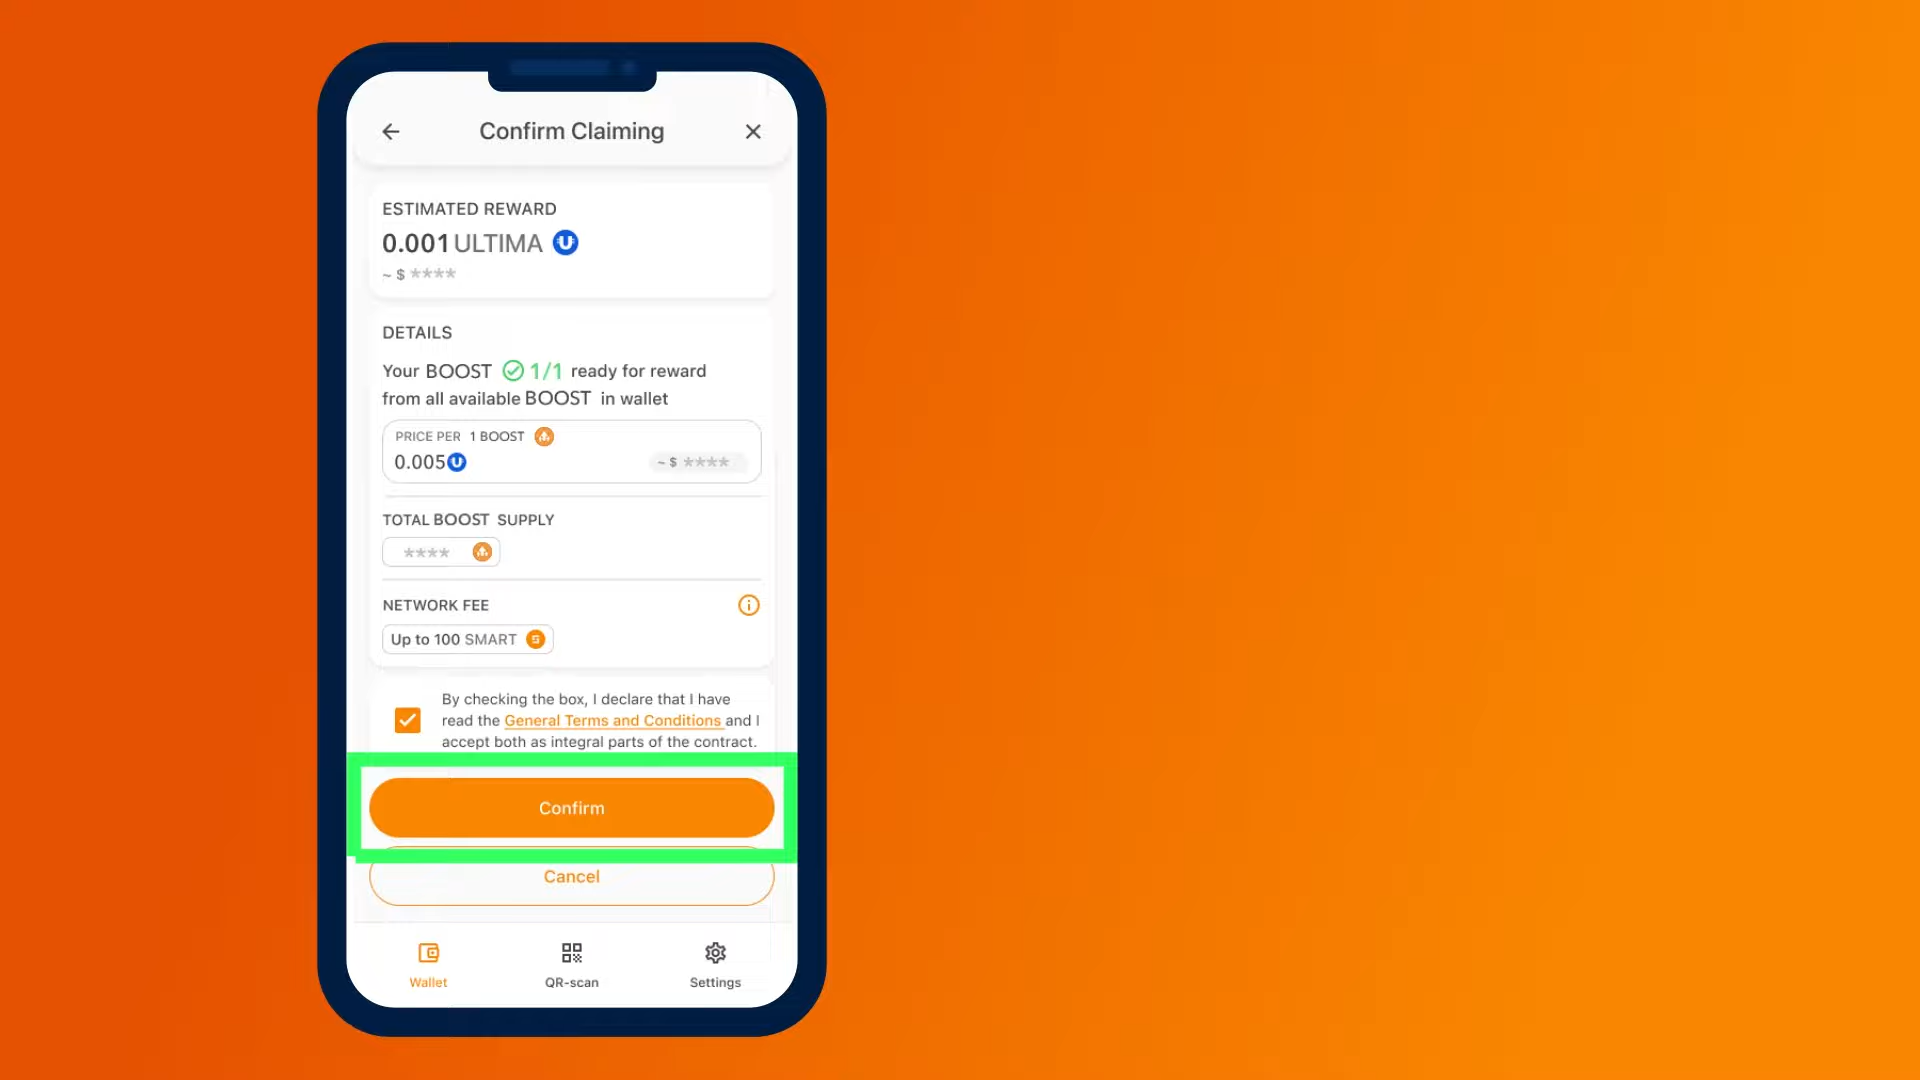 Confirm Claiming
ESTIMATED REWARD
0.001 ULTIMA
~ $ ****
DETAILS
Your BOOST 1/1 ready for reward
from all available BOOST in wallet
PRICE PER 1 BOOST
0.005
~ $ ****
TOTAL BOOST SUPPLY
****
NETWORK FEE
Up to 100 SMART
By checking the box, I declare that I have
read the General Terms and Conditions and I
accept both as integral parts of the contract.
Confirm
Cancel
Wallet
QR-scan
Settings